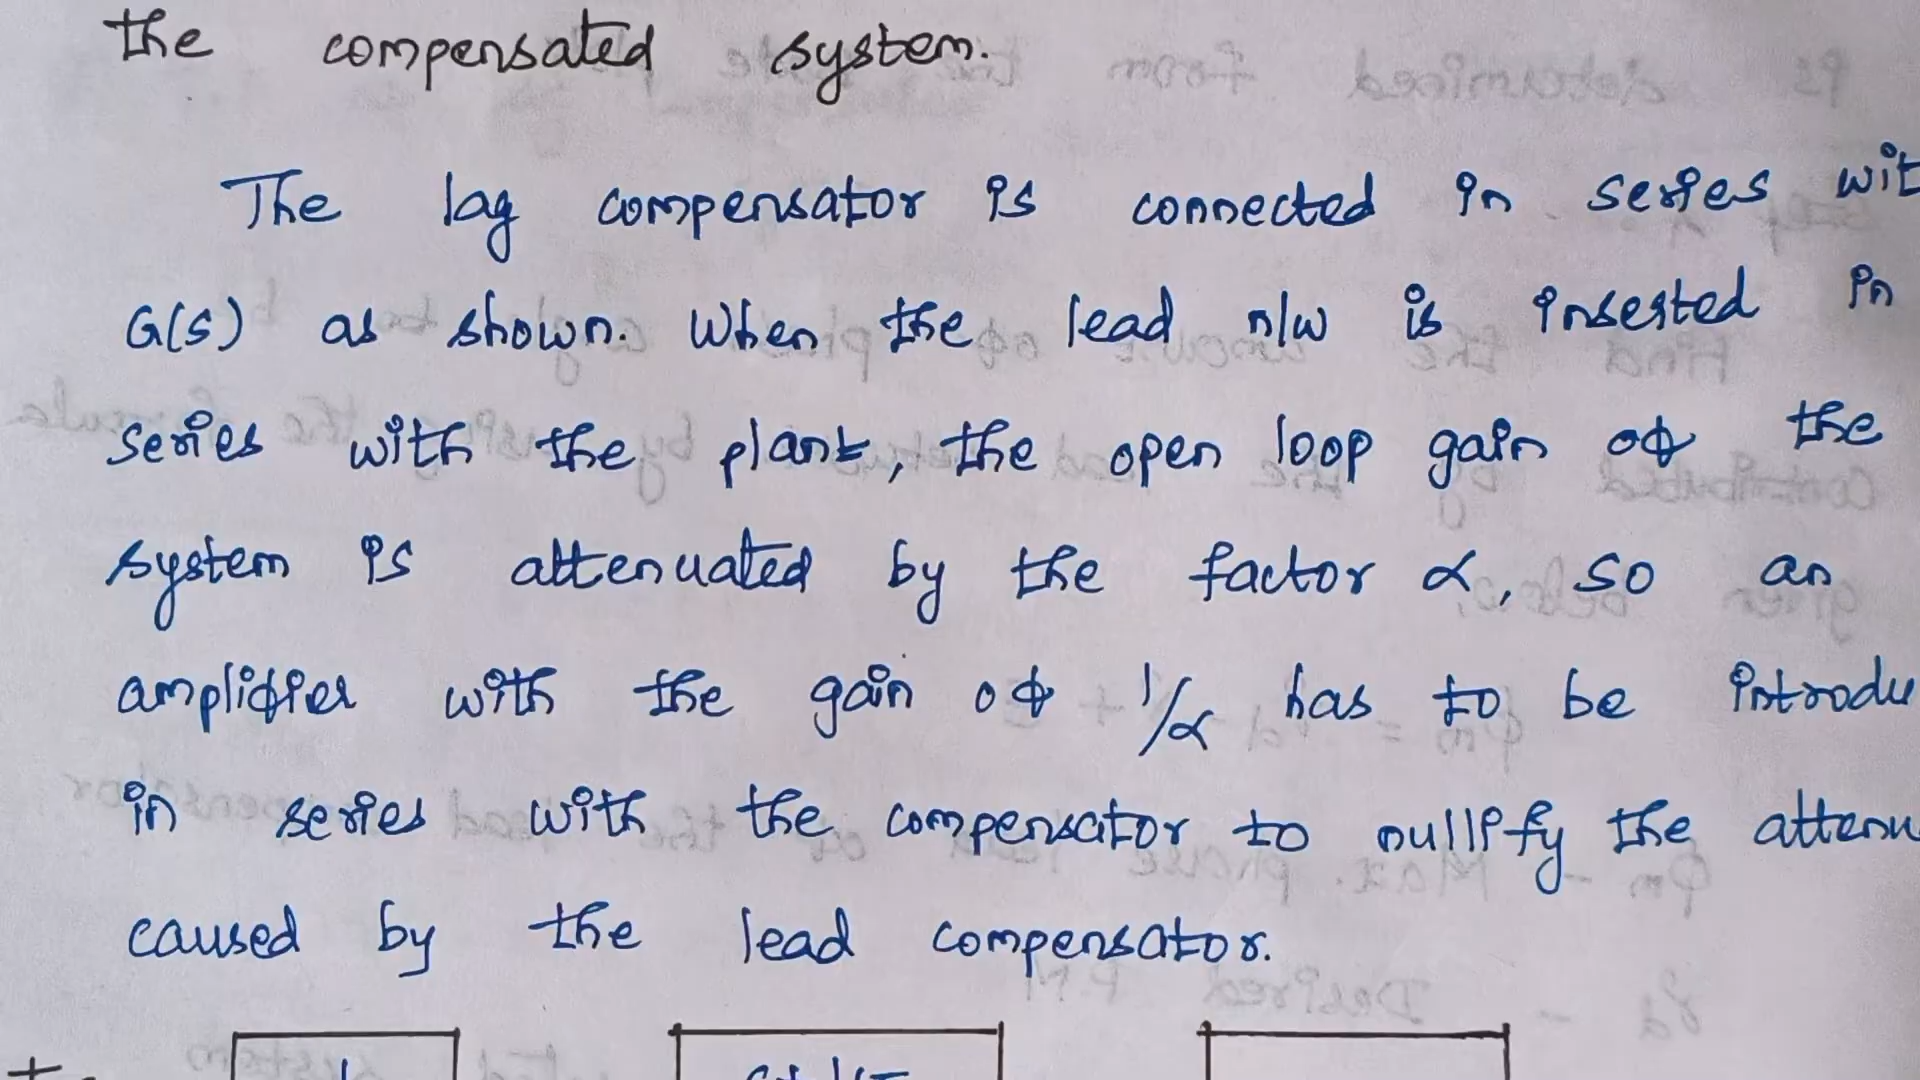 the compensated system.
The lag compensator is connected in series wit
G(s) as shown. When the lead n/w is inserted in
series with the plant, the open loop gain of the
system is attenuated by the factor α, so an
amplifier with the gain of 1/α has to be introdu
in series with the compensator to nullify the attenu
caused by the lead compensator.